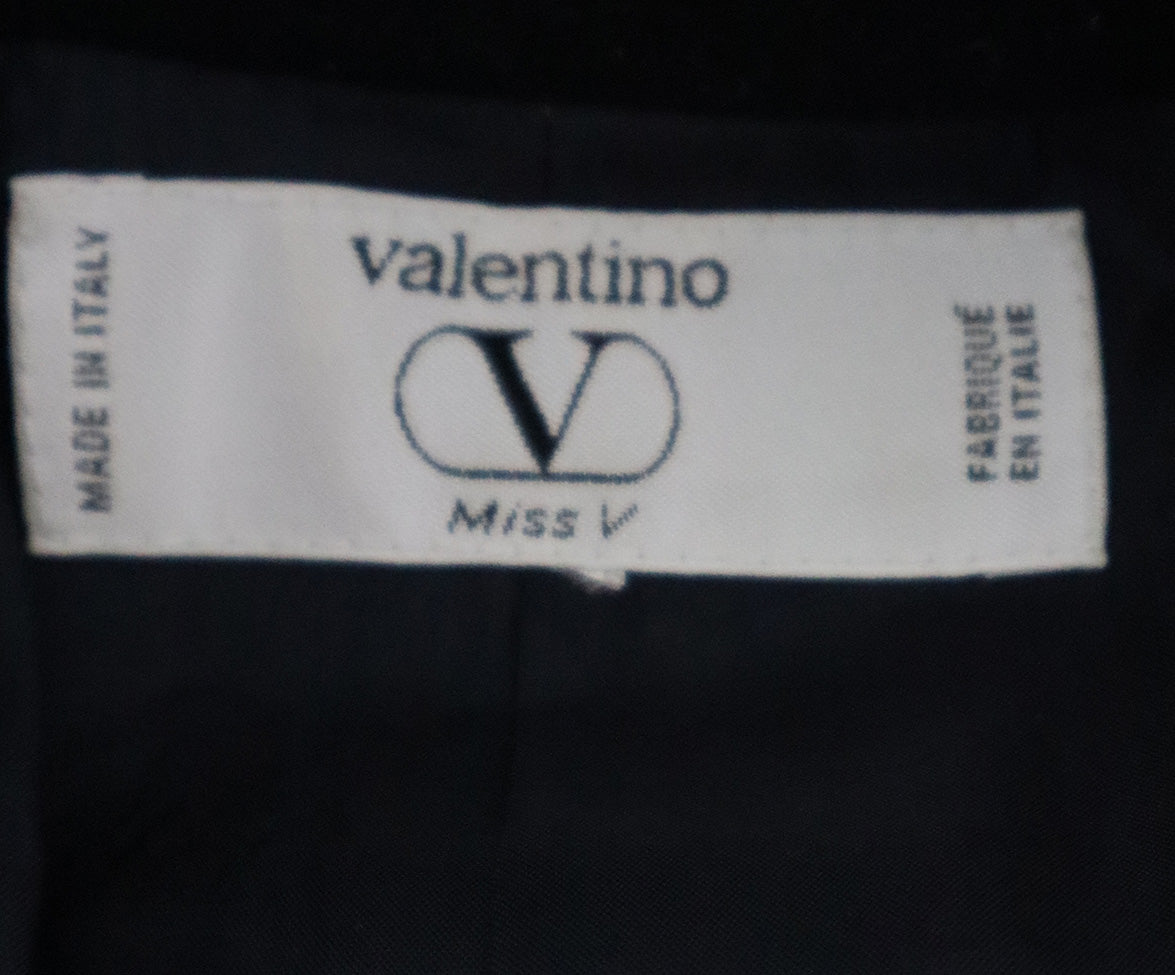 MADE IN ITALY
valentino
V
Miss V
FABRIQUÉ
EN ITALIE